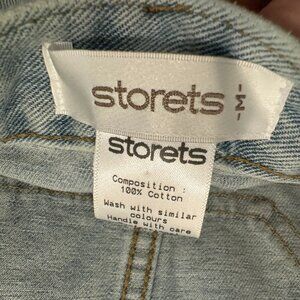 storets
-M-
storets
Composition :
100% Cotton
Wash with similar
colours
Handle with care